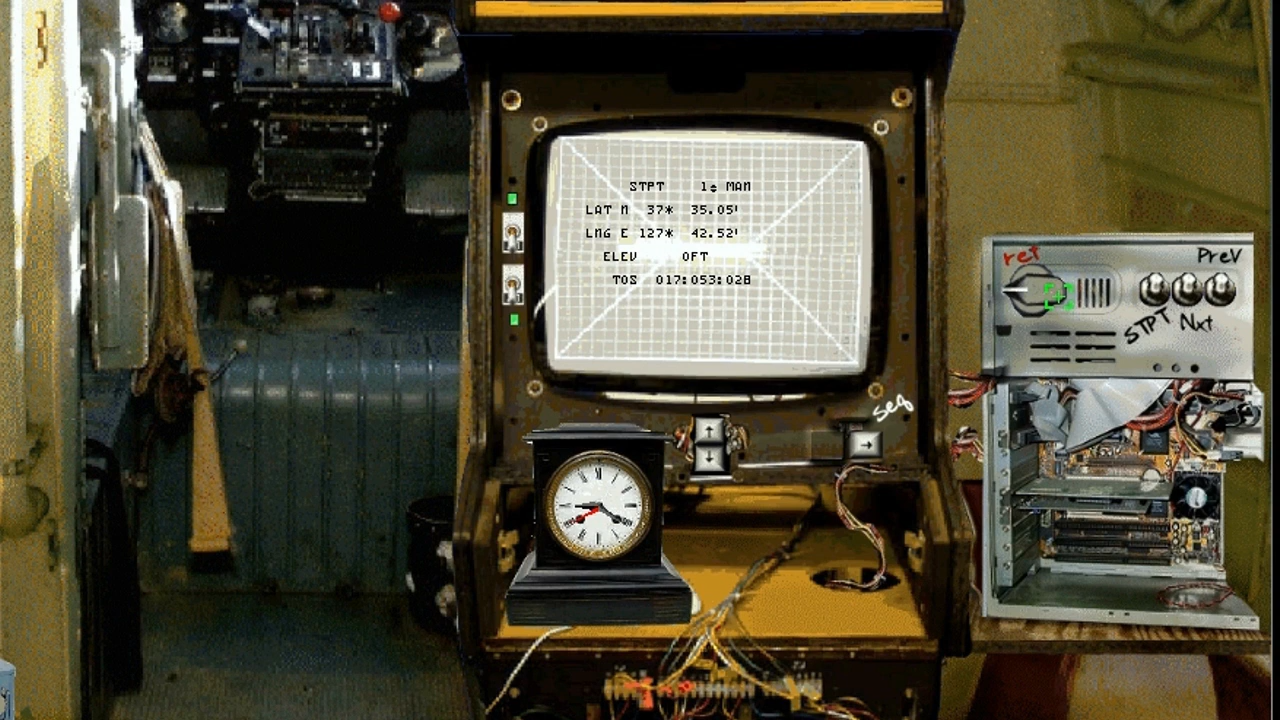 STPT 1⬍ MAN
LAT N 37* 35.05'
LNG E 127* 42.52'
ELEV 0FT
TOS 017:053:028
ret
PreV
STPT
Nxt
seq
↑
↓
→